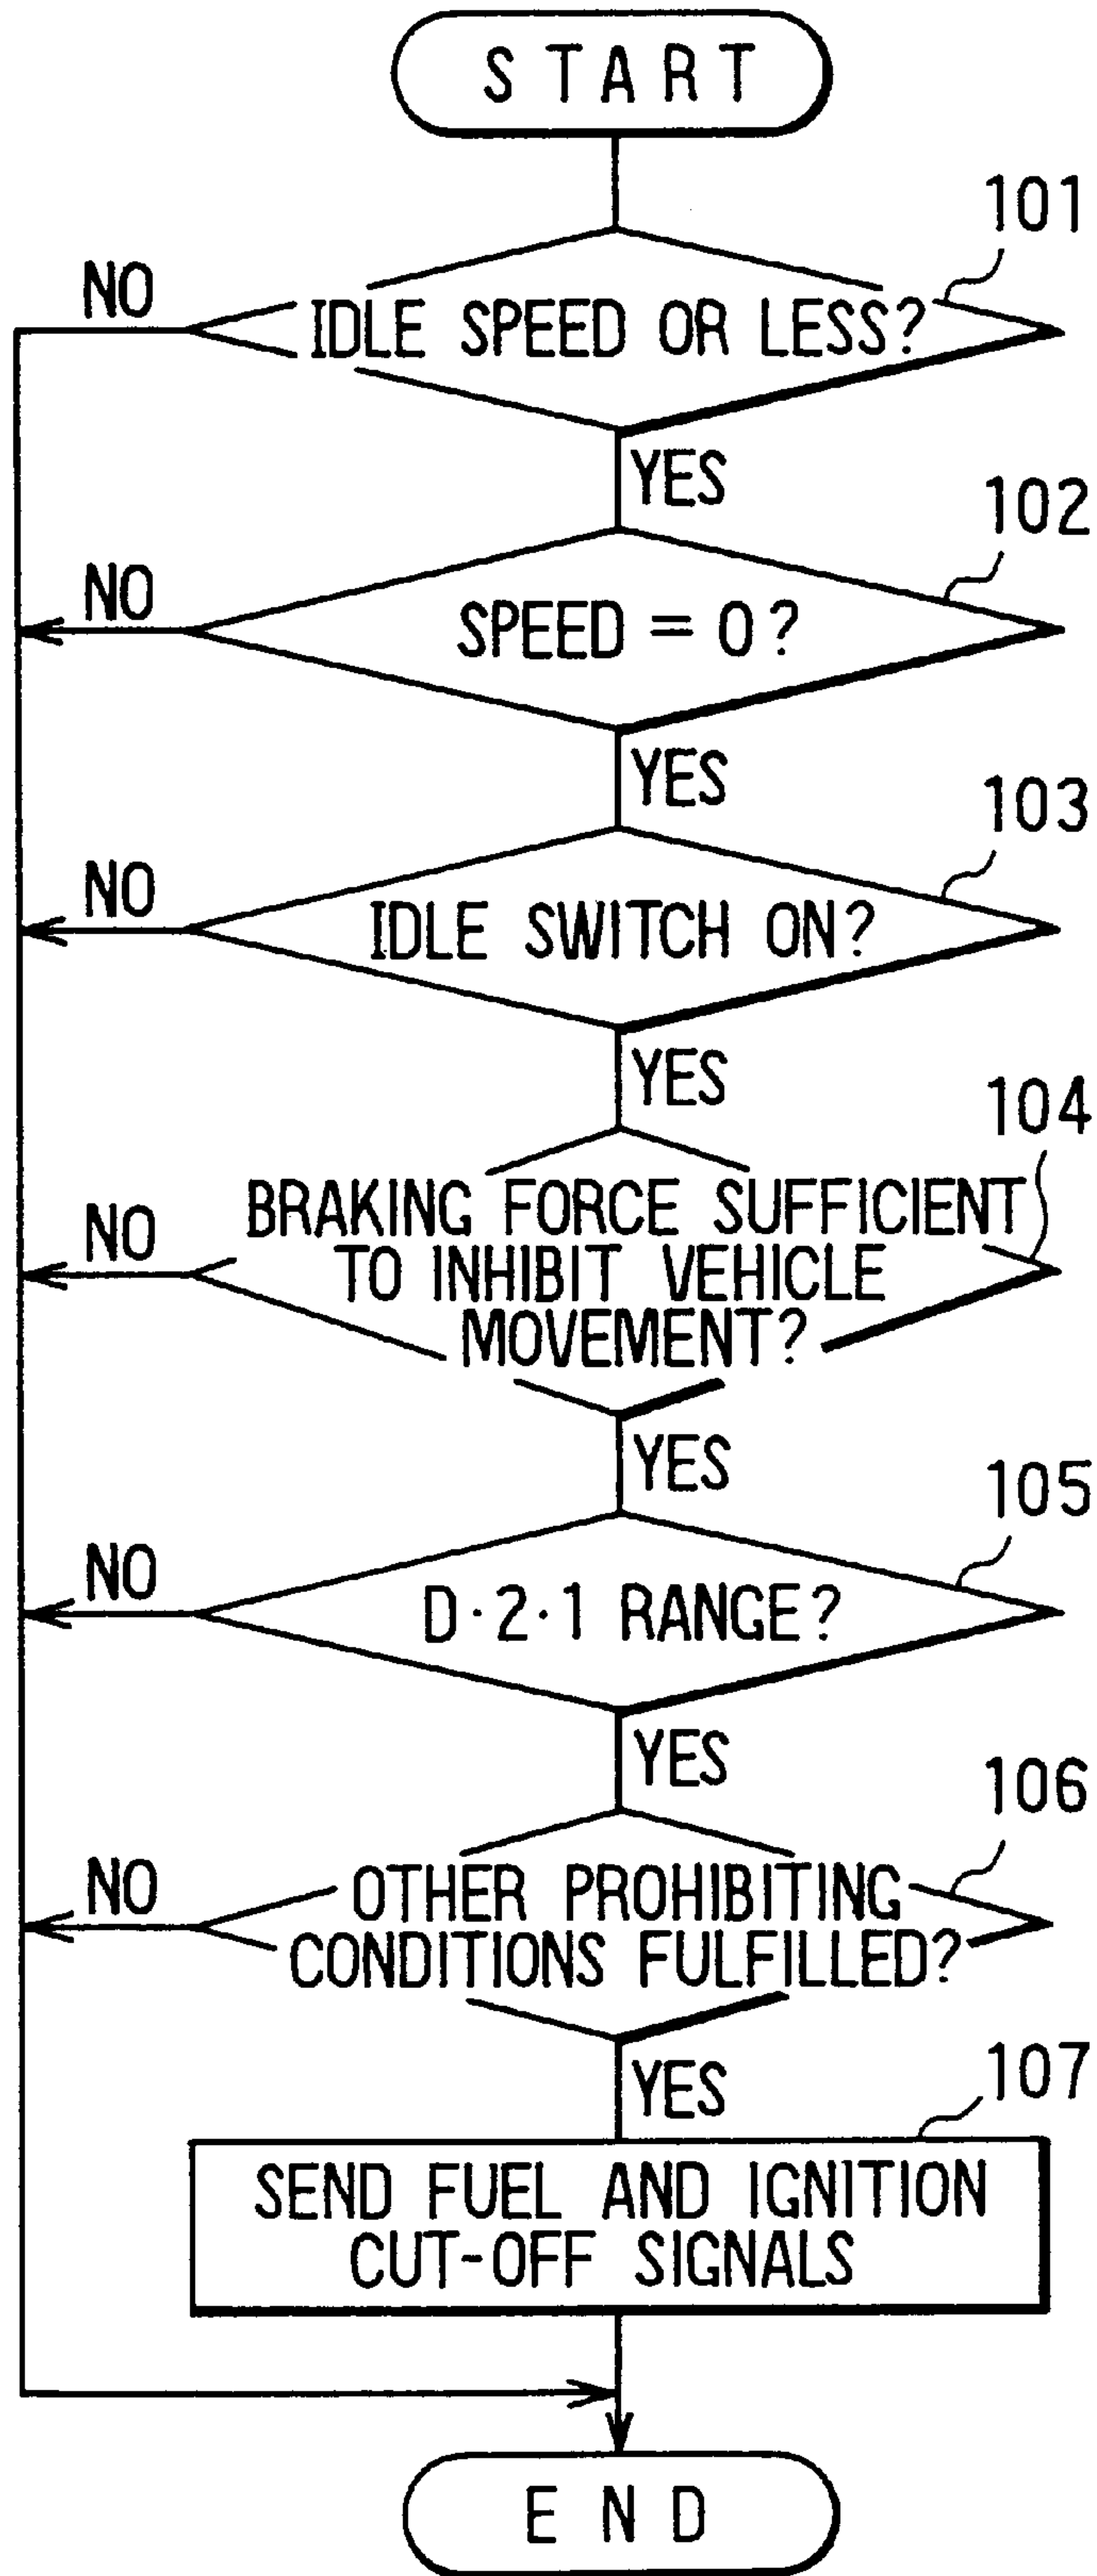 START
101
NO
IDLE SPEED OR LESS?
YES
102
NO
SPEED = 0?
YES
103
NO
IDLE SWITCH ON?
YES
104
NO
BRAKING FORCE SUFFICIENT
TO INHIBIT VEHICLE
MOVEMENT?
YES
105
NO
D·2·1 RANGE?
YES
106
NO
OTHER PROHIBITING
CONDITIONS FULFILLED?
YES
107
SEND FUEL AND IGNITION
CUT-OFF SIGNALS
END